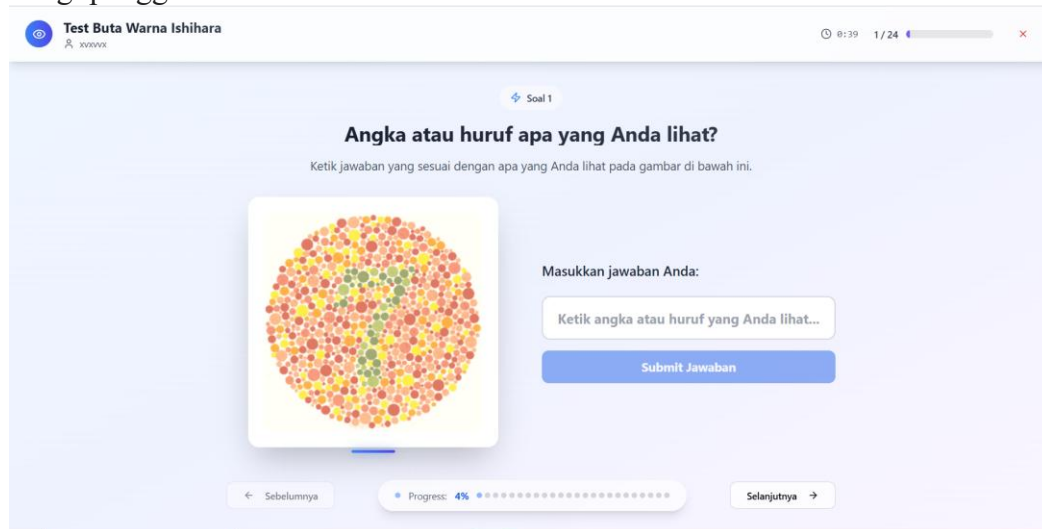 Test Buta Warna Ishihara
xvxvvx
0:39 1/24 ×
Soal 1
Angka atau huruf apa yang Anda lihat?
Ketik jawaban yang sesuai dengan apa yang Anda lihat pada gambar di bawah ini.
7
Masukkan jawaban Anda:
Ketik angka atau huruf yang Anda lihat...
Submit Jawaban
← Sebelumnya
Progress: 4%
Selanjutnya →